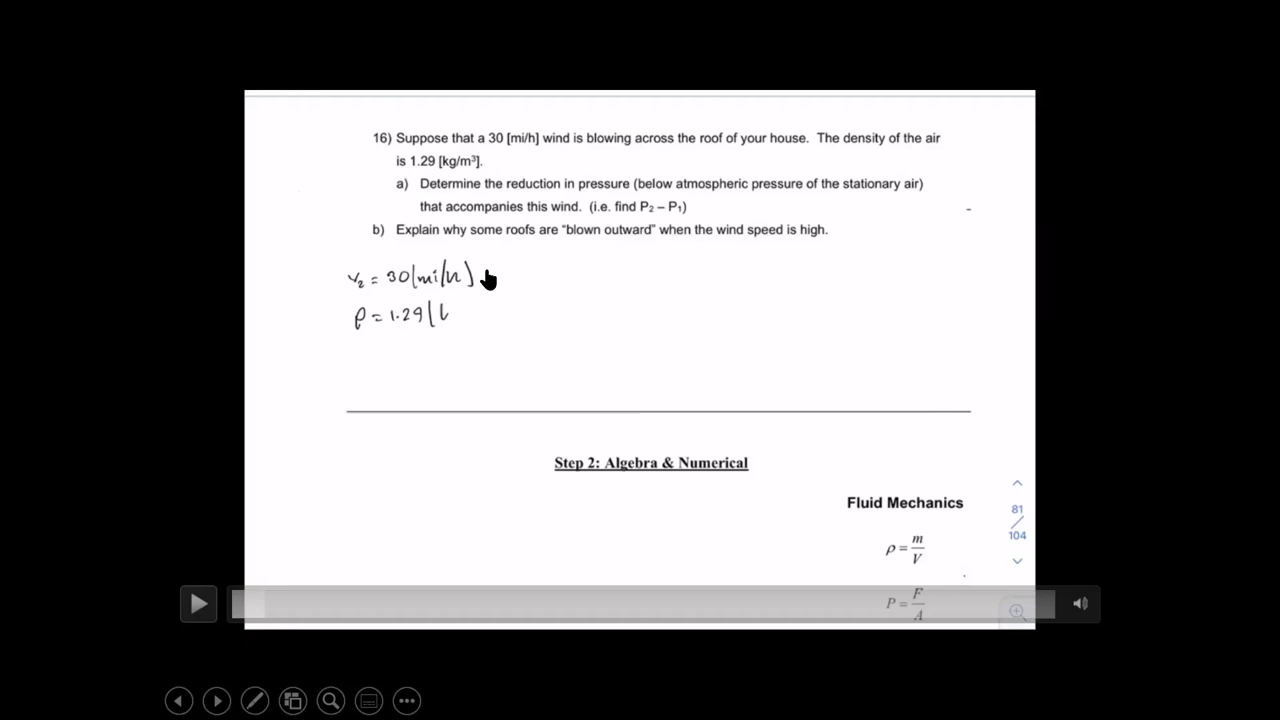 16) Suppose that a 30 [mi/h] wind is blowing across the roof of your house. The density of the air
is 1.29 [kg/m³].
a) Determine the reduction in pressure (below atmospheric pressure of the stationary air)
that accompanies this wind. (i.e. find P₂ – P₁)
b) Explain why some roofs are "blown outward" when the wind speed is high.
v₂ = 30 [mi/h]
ρ = 1.29 [
Step 2: Algebra & Numerical
Fluid Mechanics
81
/
104
ρ = m/V
P = F/A